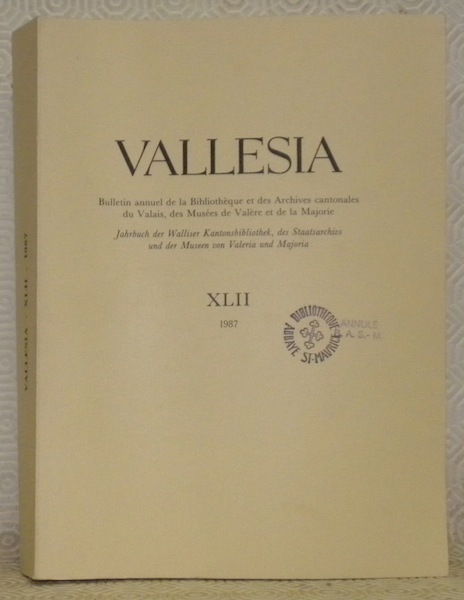 VALLESIA
Bulletin annuel de la Bibliothèque et des Archives cantonales
du Valais, des Musées de Valère et de la Majorie
Jahrbuch der Walliser Kantonsbibliothek, des Staatsarchivs
und der Museen von Valeria und Majoria
XLII
1987
BIBLIOTHEQUE
ABBAYE ST-MAURICE
ANNULÉ
B. A. S.-M.
VALLESIA - XLII - 1987